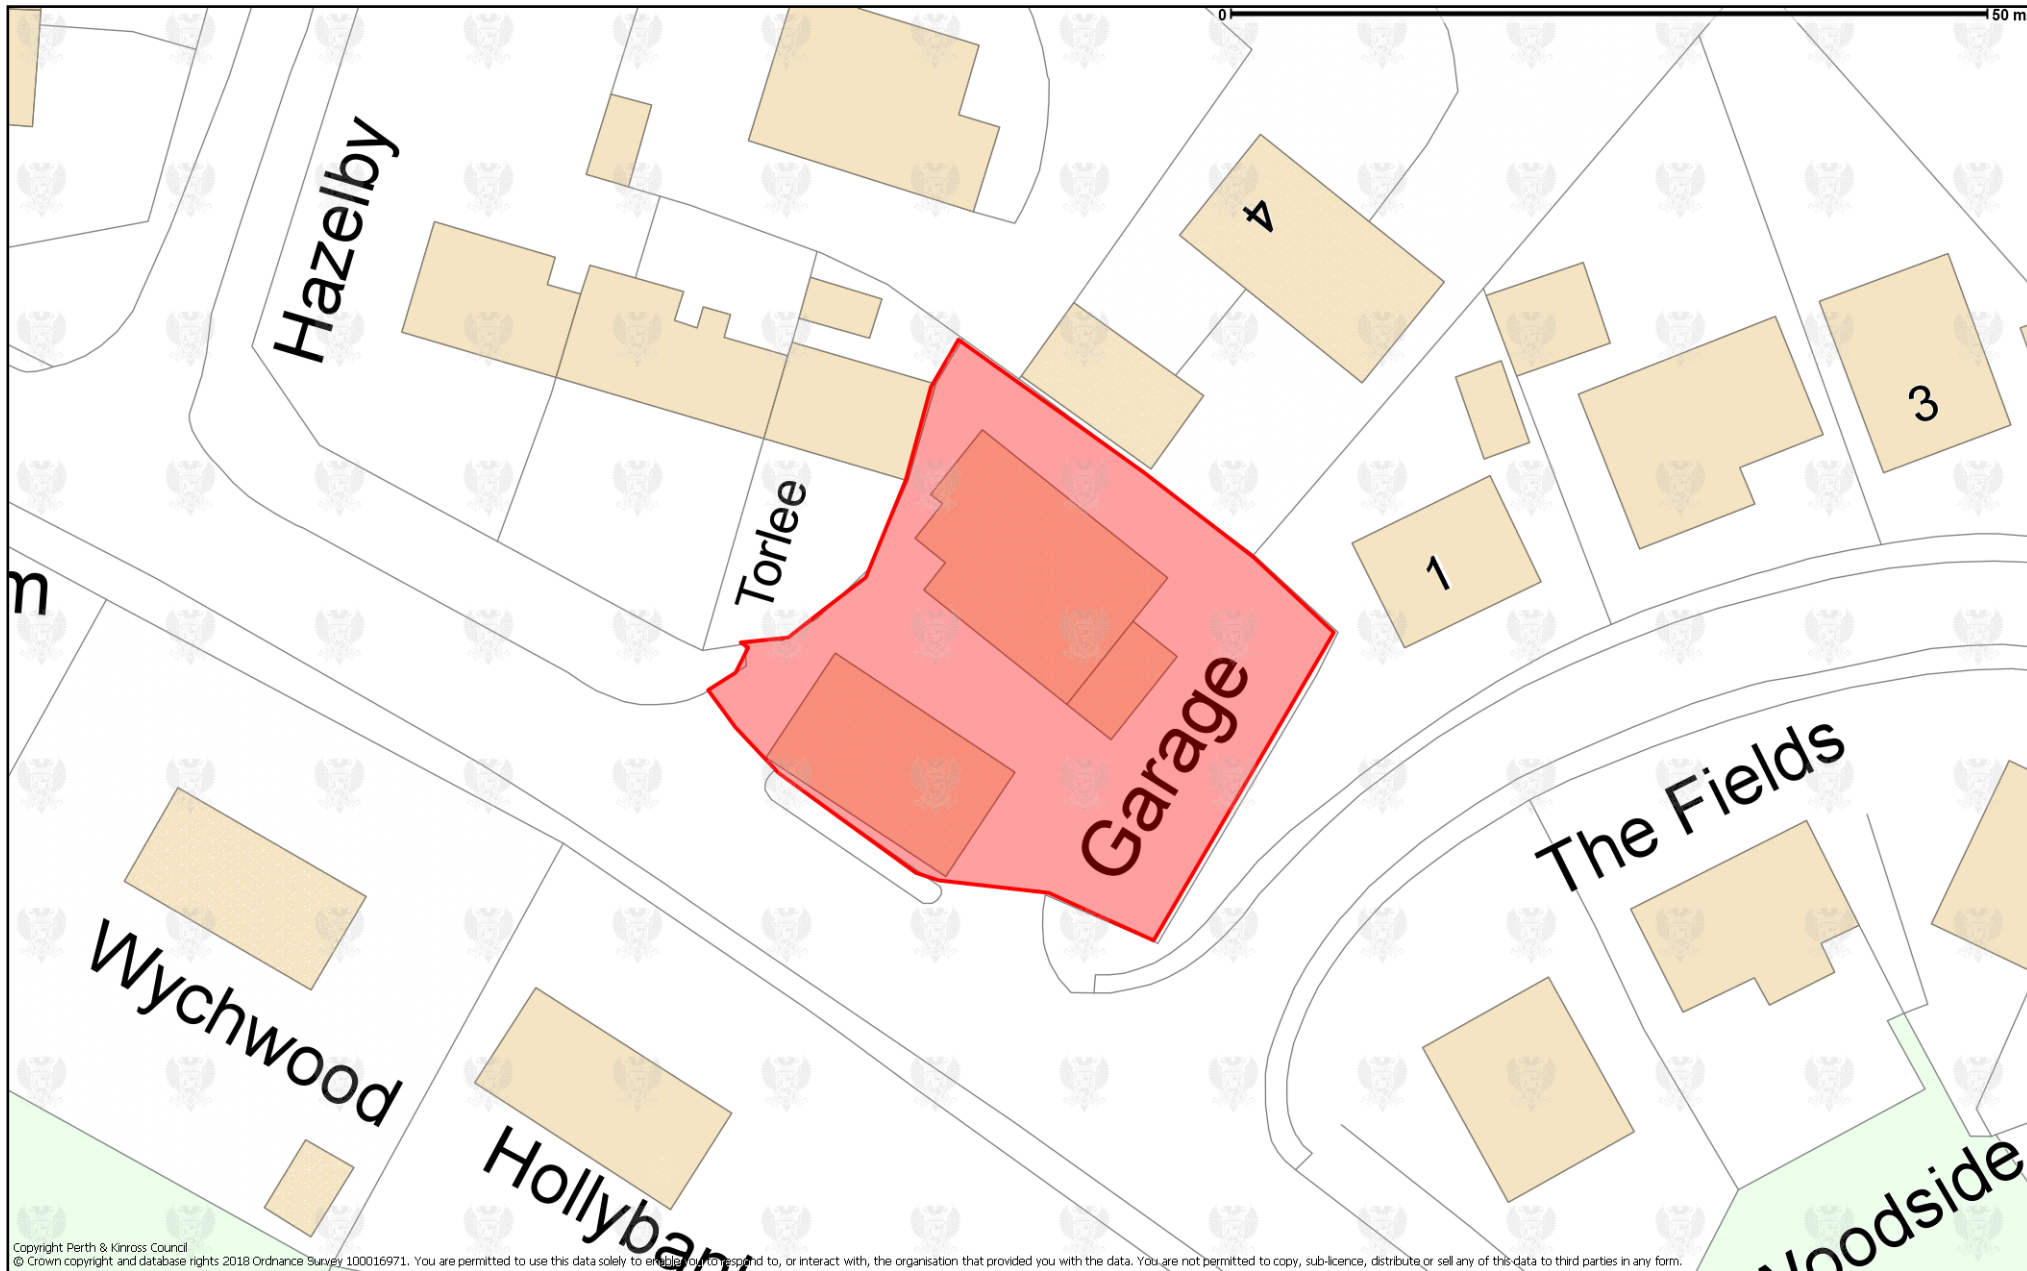 0 50 m
Hazelby
4
3
Torlee
1
m
Garage
The Fields
Wychwood
Hollyban
Woodside
Copyright Perth & Kinross Council
© Crown copyright and database rights 2018 Ordnance Survey 100016971. You are permitted to use this data solely to enable you to respond to, or interact with, the organisation that provided you with the data. You are not permitted to copy, sub-licence, distribute or sell any of this data to third parties in any form.